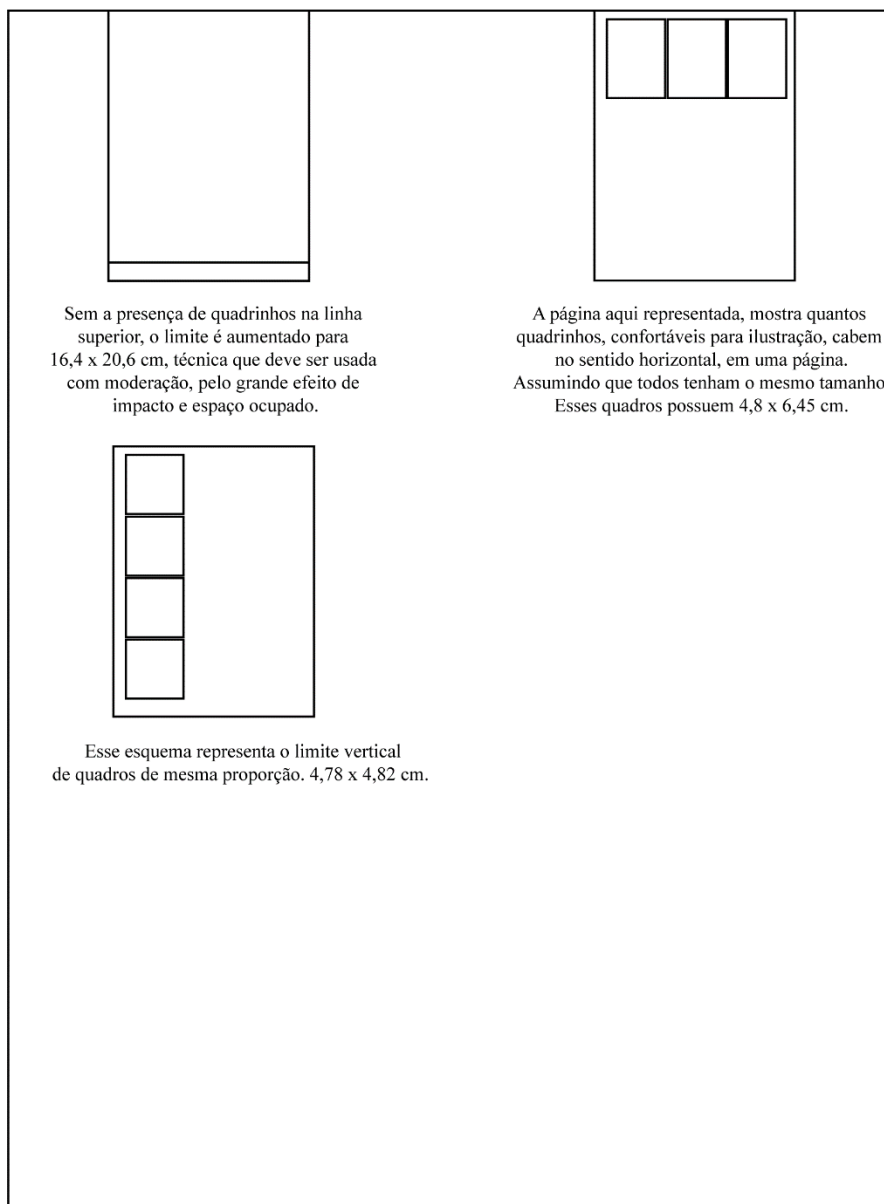 Sem a presença de quadrinhos na linha
superior, o limite é aumentado para
16,4 x 20,6 cm, técnica que deve ser usada
com moderação, pelo grande efeito de
impacto e espaço ocupado.
A página aqui representada, mostra quantos
quadrinhos, confortáveis para ilustração, cabem
no sentido horizontal, em uma página.
Assumindo que todos tenham o mesmo tamanho
Esses quadros possuem 4,8 x 6,45 cm.
Esse esquema representa o limite vertical
de quadros de mesma proporção. 4,78 x 4,82 cm.